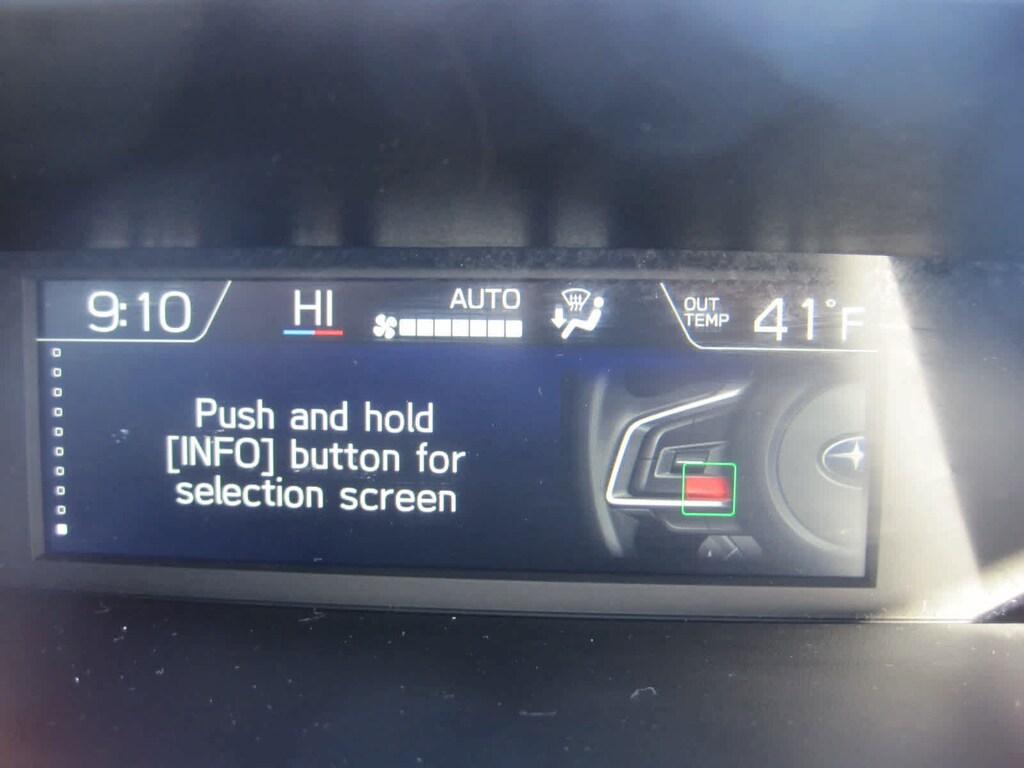 9:10
HI
AUTO
OUT
TEMP
41°F
Push and hold
[INFO] button for
selection screen